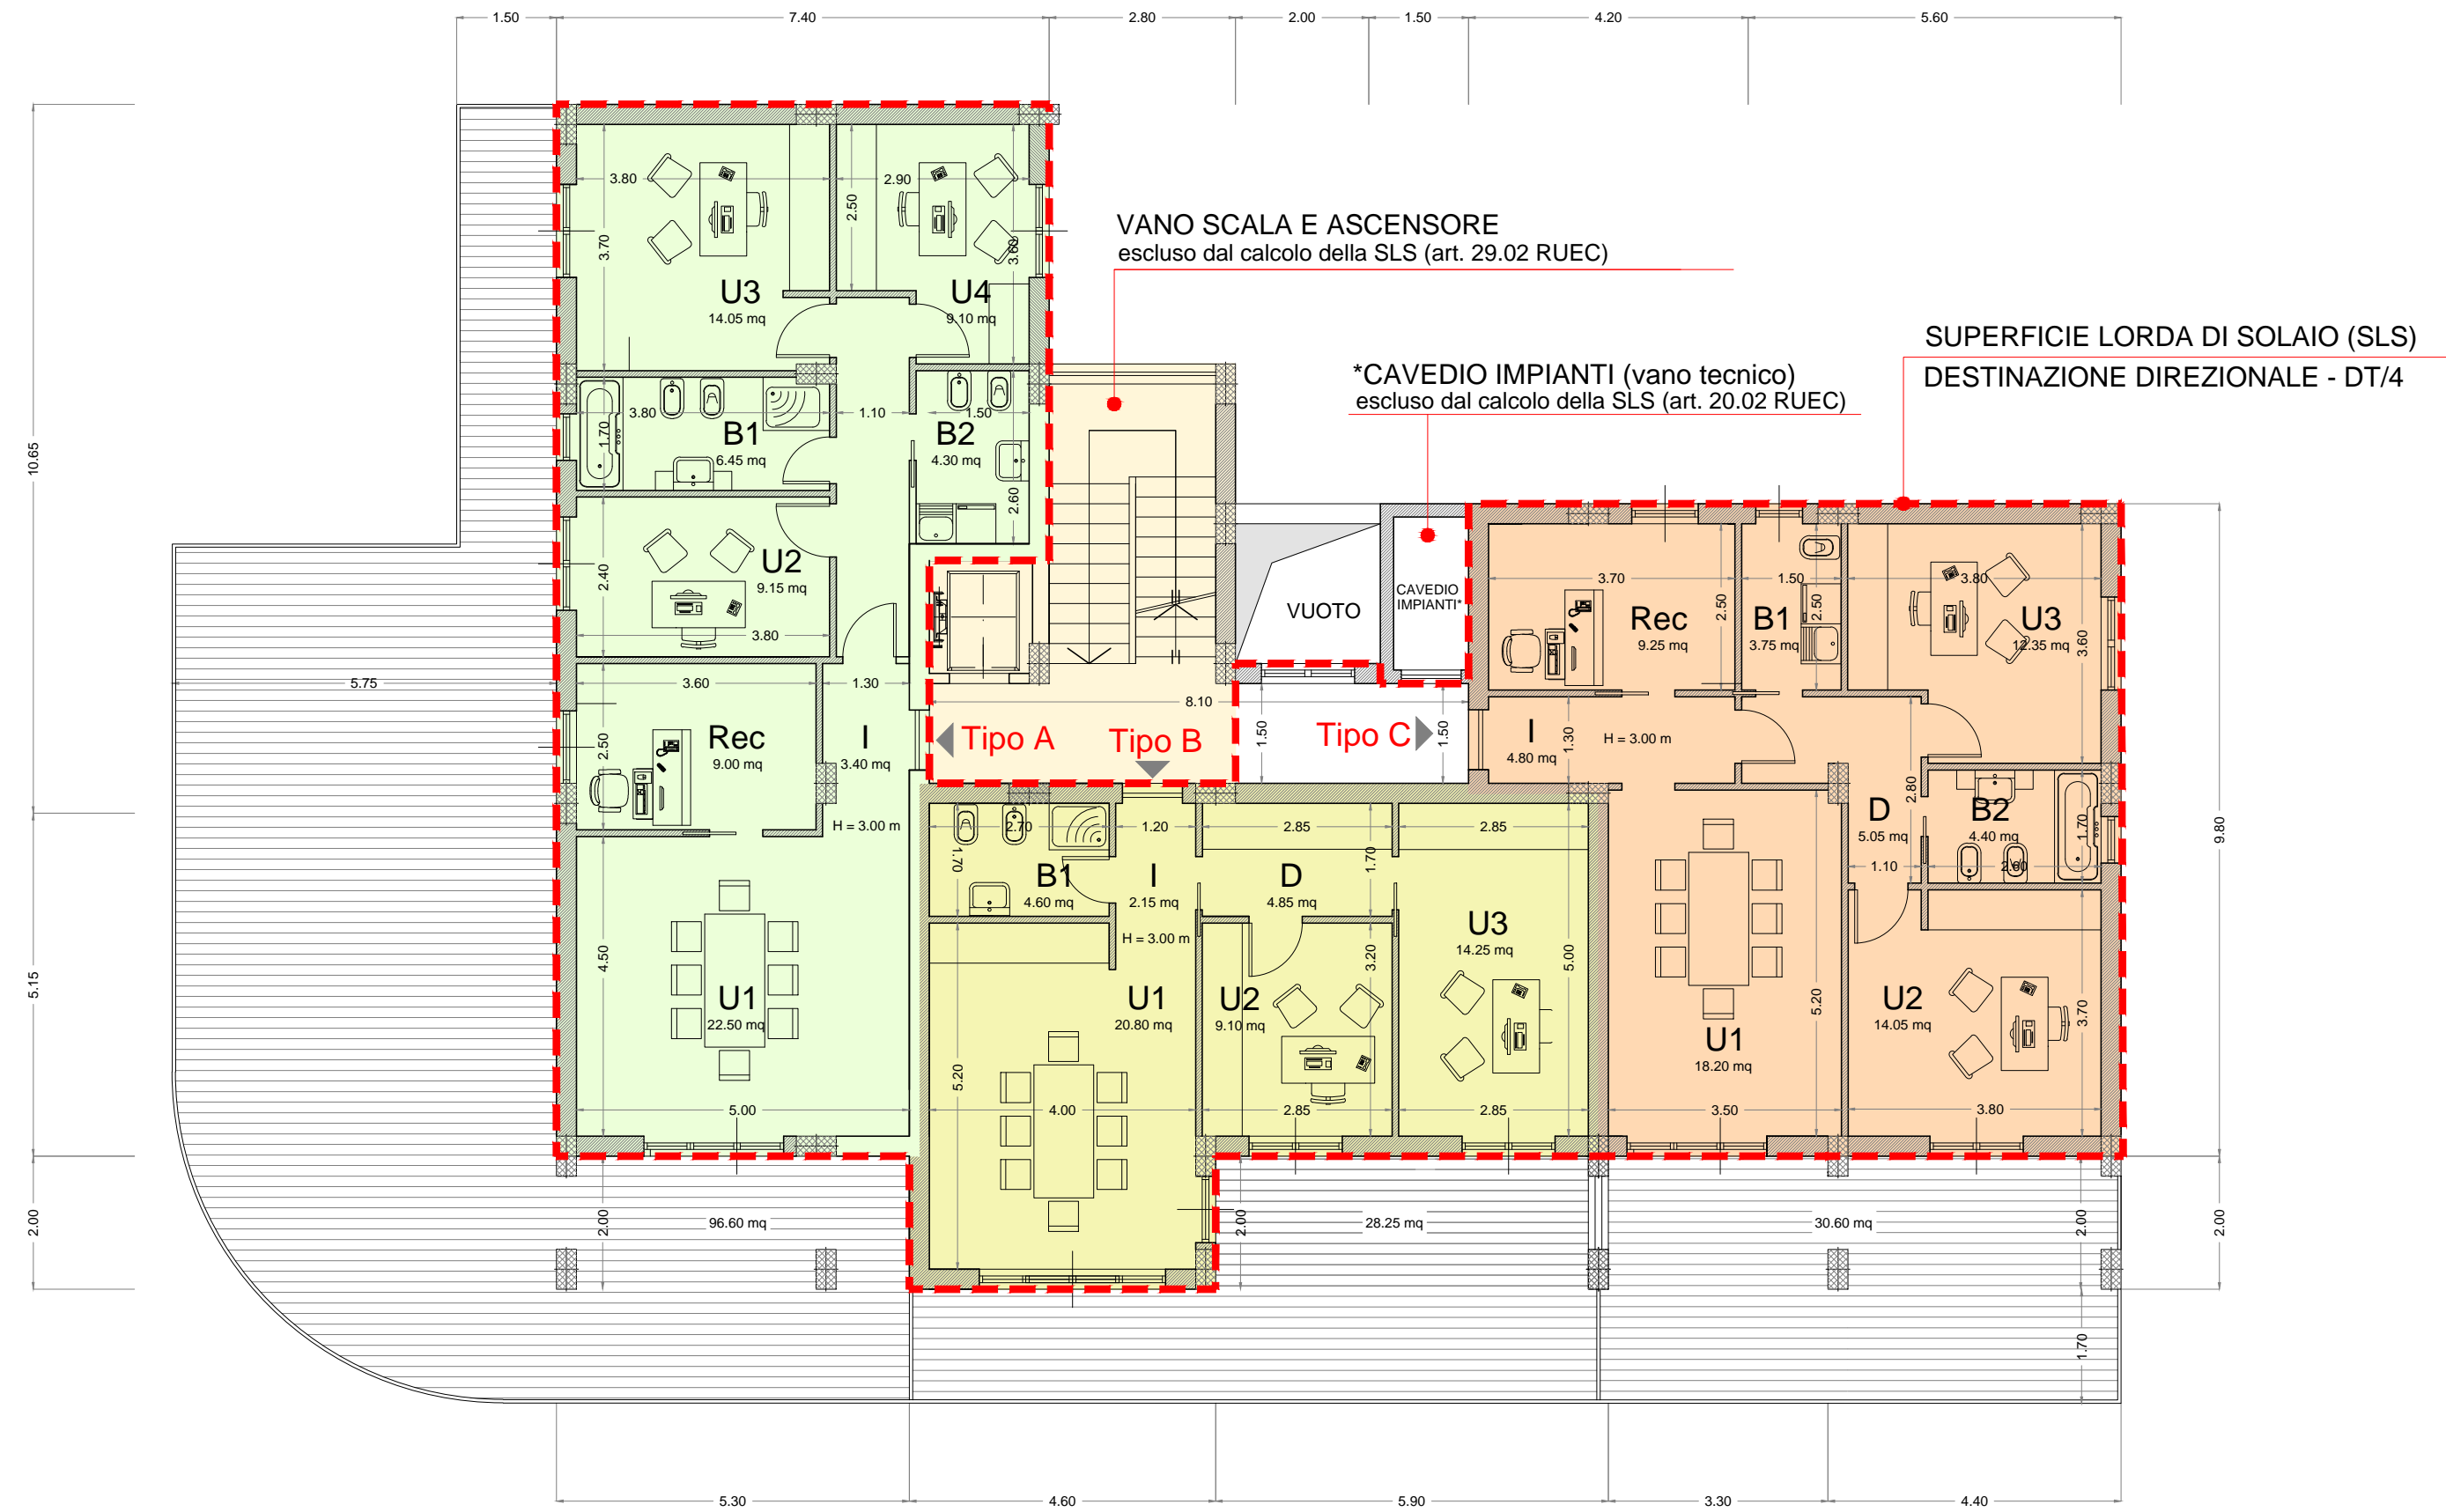 1.50
7.40
2.80
2.00
1.50
4.20
5.60
10.65
5.15
2.00
3.80
2.90
2.50
3.70
3.60
U3
14.05 mq
U4
9.10 mq
3.80
1.10
1.50
1.70
B1
6.45 mq
B2
4.30 mq
2.60
U2
9.15 mq
2.40
3.80
5.75
3.60
1.30
2.50
Rec
9.00 mq
I
3.40 mq
H = 3.00 m
4.50
U1
22.50 mq
5.00
96.60 mq
2.00
VANO SCALA E ASCENSORE
escluso dal calcolo della SLS (art. 29.02 RUEC)
*CAVEDIO IMPIANTI (vano tecnico)
escluso dal calcolo della SLS (art. 20.02 RUEC)
SUPERFICIE LORDA DI SOLAIO (SLS)
DESTINAZIONE DIREZIONALE - DT/4
VUOTO
CAVEDIO
IMPIANTI*
8.10
Tipo A
Tipo B
Tipo C
1.50
1.50
2.70
1.20
2.85
2.85
1.70
B1
4.60 mq
I
2.15 mq
H = 3.00 m
D
4.85 mq
1.70
U3
14.25 mq
5.00
3.20
U2
9.10 mq
U1
20.80 mq
5.20
4.00
2.85
2.85
2.00
28.25 mq
3.70
1.50
3.80
Rec
9.25 mq
2.50
B1
3.75 mq
2.50
U3
12.35 mq
3.60
I
4.80 mq
1.30
H = 3.00 m
2.80
D
5.05 mq
1.10
B2
4.40 mq
1.70
2.60
U2
14.05 mq
3.70
5.20
U1
18.20 mq
3.50
3.80
30.60 mq
2.00
1.70
9.80
2.00
5.30
4.60
5.90
3.30
4.40